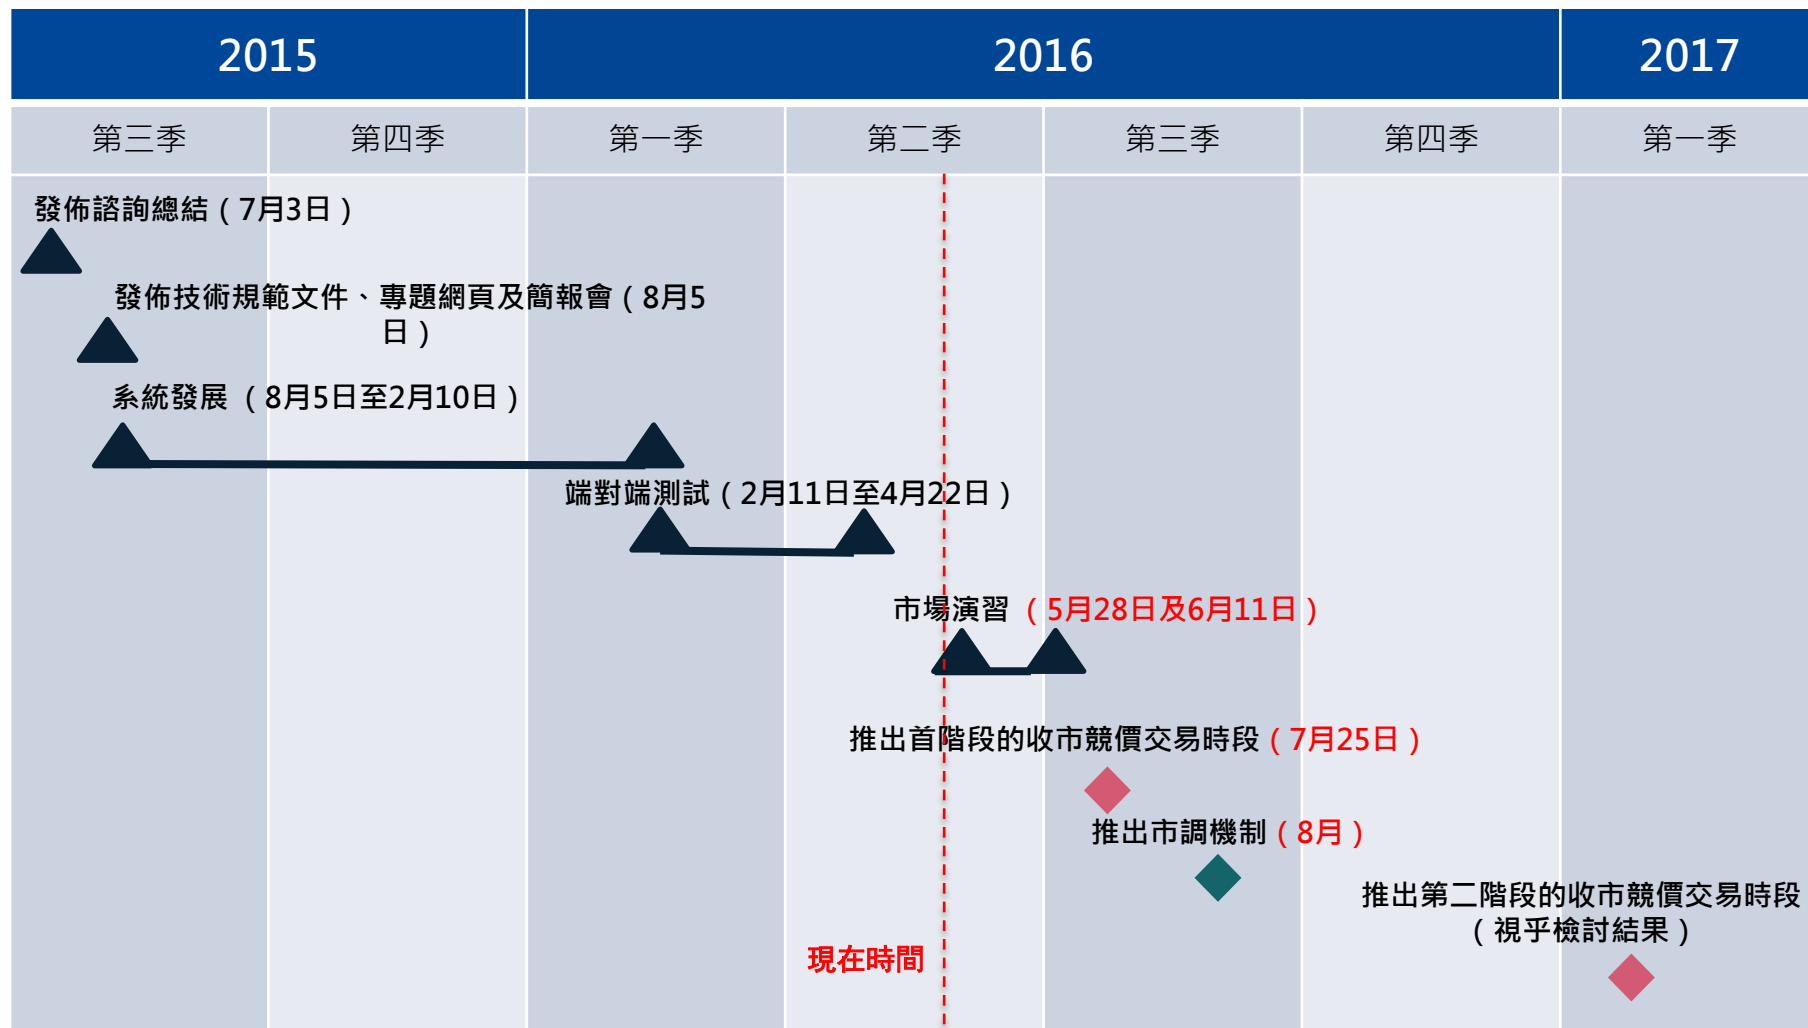 2015
2016
2017
第三季
第四季
第一季
第二季
第三季
第四季
第一季
發佈諮詢總結（7月3日）
發佈技術規範文件、專題網頁及簡報會（8月5
日）
系統發展 （8月5日至2月10日）
端對端測試（2月11日至4月22日）
市場演習 （5月28日及6月11日）
推出首階段的收市競價交易時段（7月25日）
推出市調機制（8月）
推出第二階段的收市競價交易時段
（視乎檢討結果）
現在時間